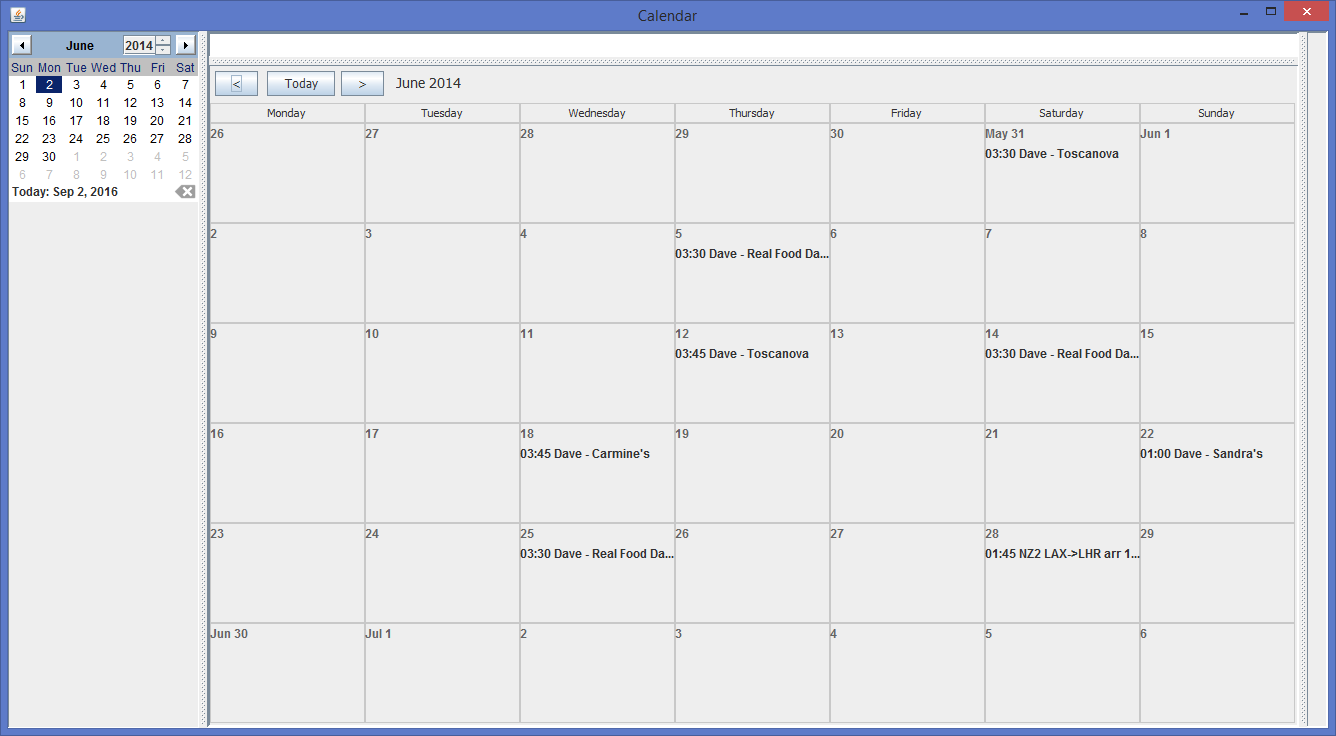 Calendar
June 2014
Sun Mon Tue Wed Thu Fri Sat
1 2 3 4 5 6 7
8 9 10 11 12 13 14
15 16 17 18 19 20 21
22 23 24 25 26 27 28
29 30 1 2 3 4 5
6 7 8 9 10 11 12
Today: Sep 2, 2016
< Today > June 2014
Monday Tuesday Wednesday Thursday Friday Saturday Sunday
26 27 28 29 30 May 31 Jun 1
03:30 Dave - Toscanova
2 3 4 5 6 7 8
03:30 Dave - Real Food Da...
9 10 11 12 13 14 15
03:45 Dave - Toscanova 03:30 Dave - Real Food Da...
16 17 18 19 20 21 22
03:45 Dave - Carmine's 01:00 Dave - Sandra's
23 24 25 26 27 28 29
03:30 Dave - Real Food Da... 01:45 NZ2 LAX->LHR arr 1...
Jun 30 Jul 1 2 3 4 5 6